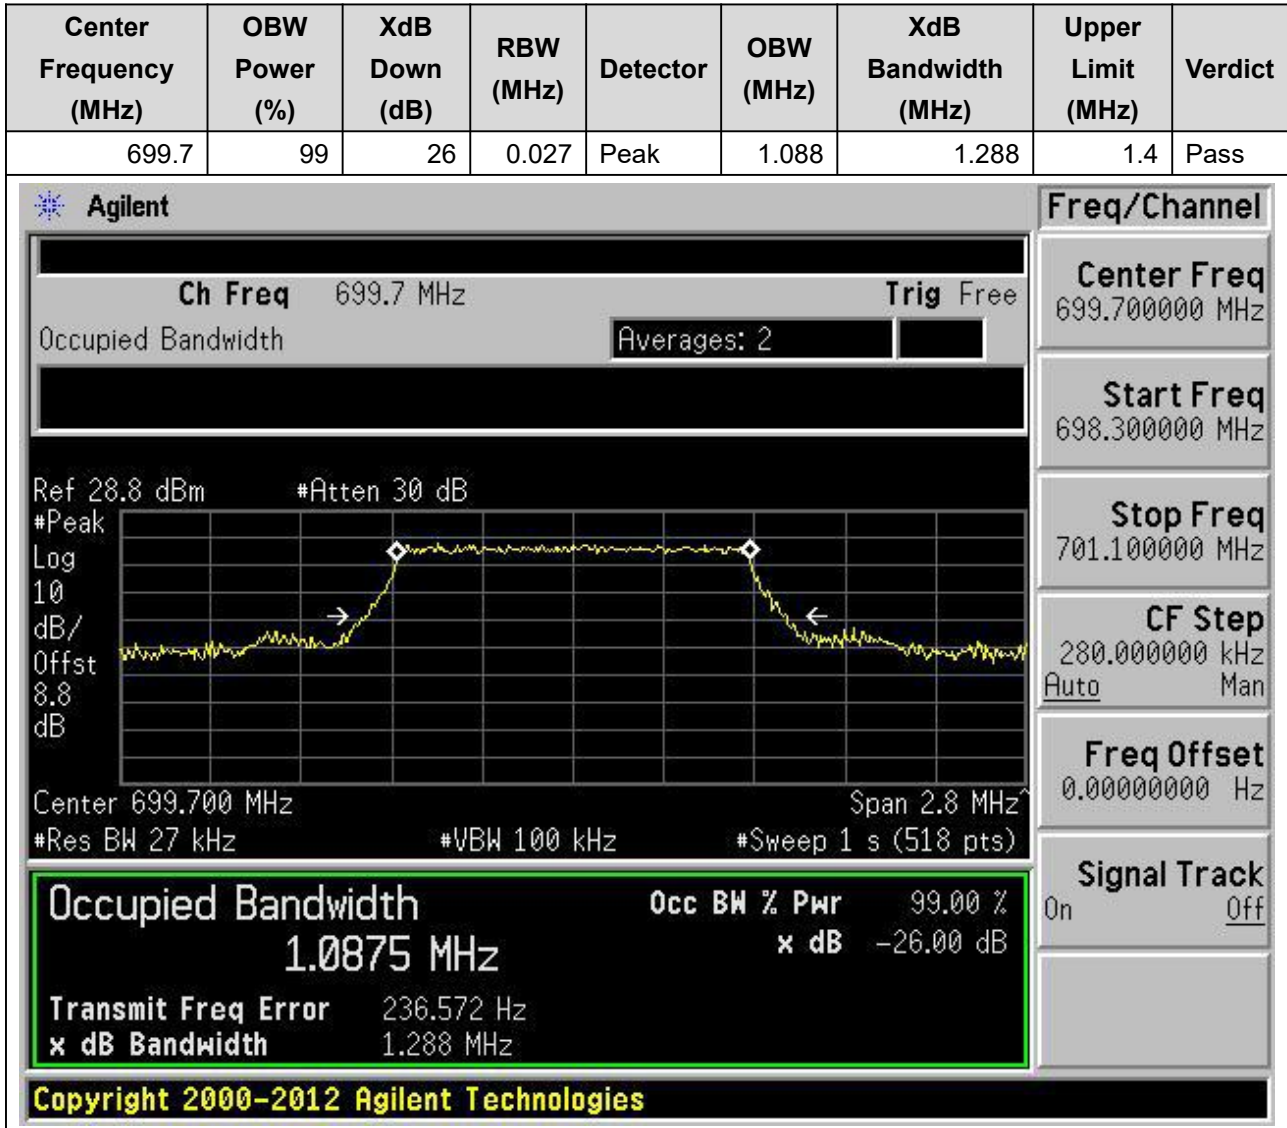 Center Frequency (MHz) OBW Power (%) XdB Down (dB) RBW (MHz) Detector OBW (MHz) XdB Bandwidth (MHz) Upper Limit (MHz) Verdict
699.7 99 26 0.027 Peak 1.088 1.288 1.4 Pass
Agilent
Freq/Channel
Ch Freq 699.7 MHz Trig Free
Occupied Bandwidth Averages: 2
Center Freq
699.700000 MHz
Start Freq
698.300000 MHz
Stop Freq
701.100000 MHz
CF Step
280.000000 kHz
Auto Man
Freq Offset
0.00000000 Hz
Signal Track
On Off
Ref 28.8 dBm #Atten 30 dB
#Peak
Log
10
dB/
Offst
8.8
dB
Center 699.700 MHz Span 2.8 MHz^
#Res BW 27 kHz #VBW 100 kHz #Sweep 1 s (518 pts)
Occupied Bandwidth Occ BW % Pwr 99.00 %
1.0875 MHz x dB -26.00 dB
Transmit Freq Error 236.572 Hz
x dB Bandwidth 1.288 MHz
Copyright 2000-2012 Agilent Technologies